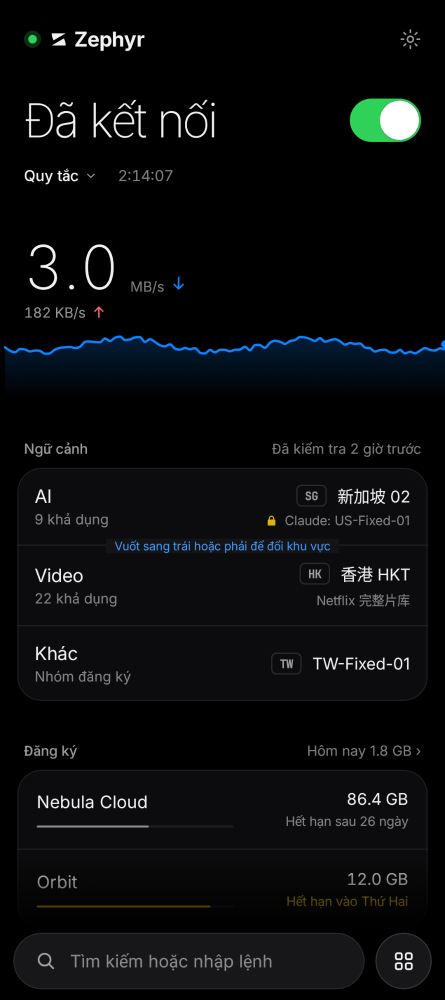 Zephyr
Đã kết nối
Quy tắc 2:14:07
3.0 MB/s ↓
182 KB/s ↑
Ngữ cảnh Đã kiểm tra 2 giờ trước
AI SG 新加坡 02
9 khả dụng Claude: US-Fixed-01
Vuốt sang trái hoặc phải để đổi khu vực
Video HK 香港 HKT
22 khả dụng Netflix 完整片库
Khác TW TW-Fixed-01
Nhóm đăng ký
Đăng ký Hôm nay 1.8 GB ›
Nebula Cloud 86.4 GB
Hết hạn sau 26 ngày
Orbit 12.0 GB
Hết hạn vào Thứ Hai
Tìm kiếm hoặc nhập lệnh